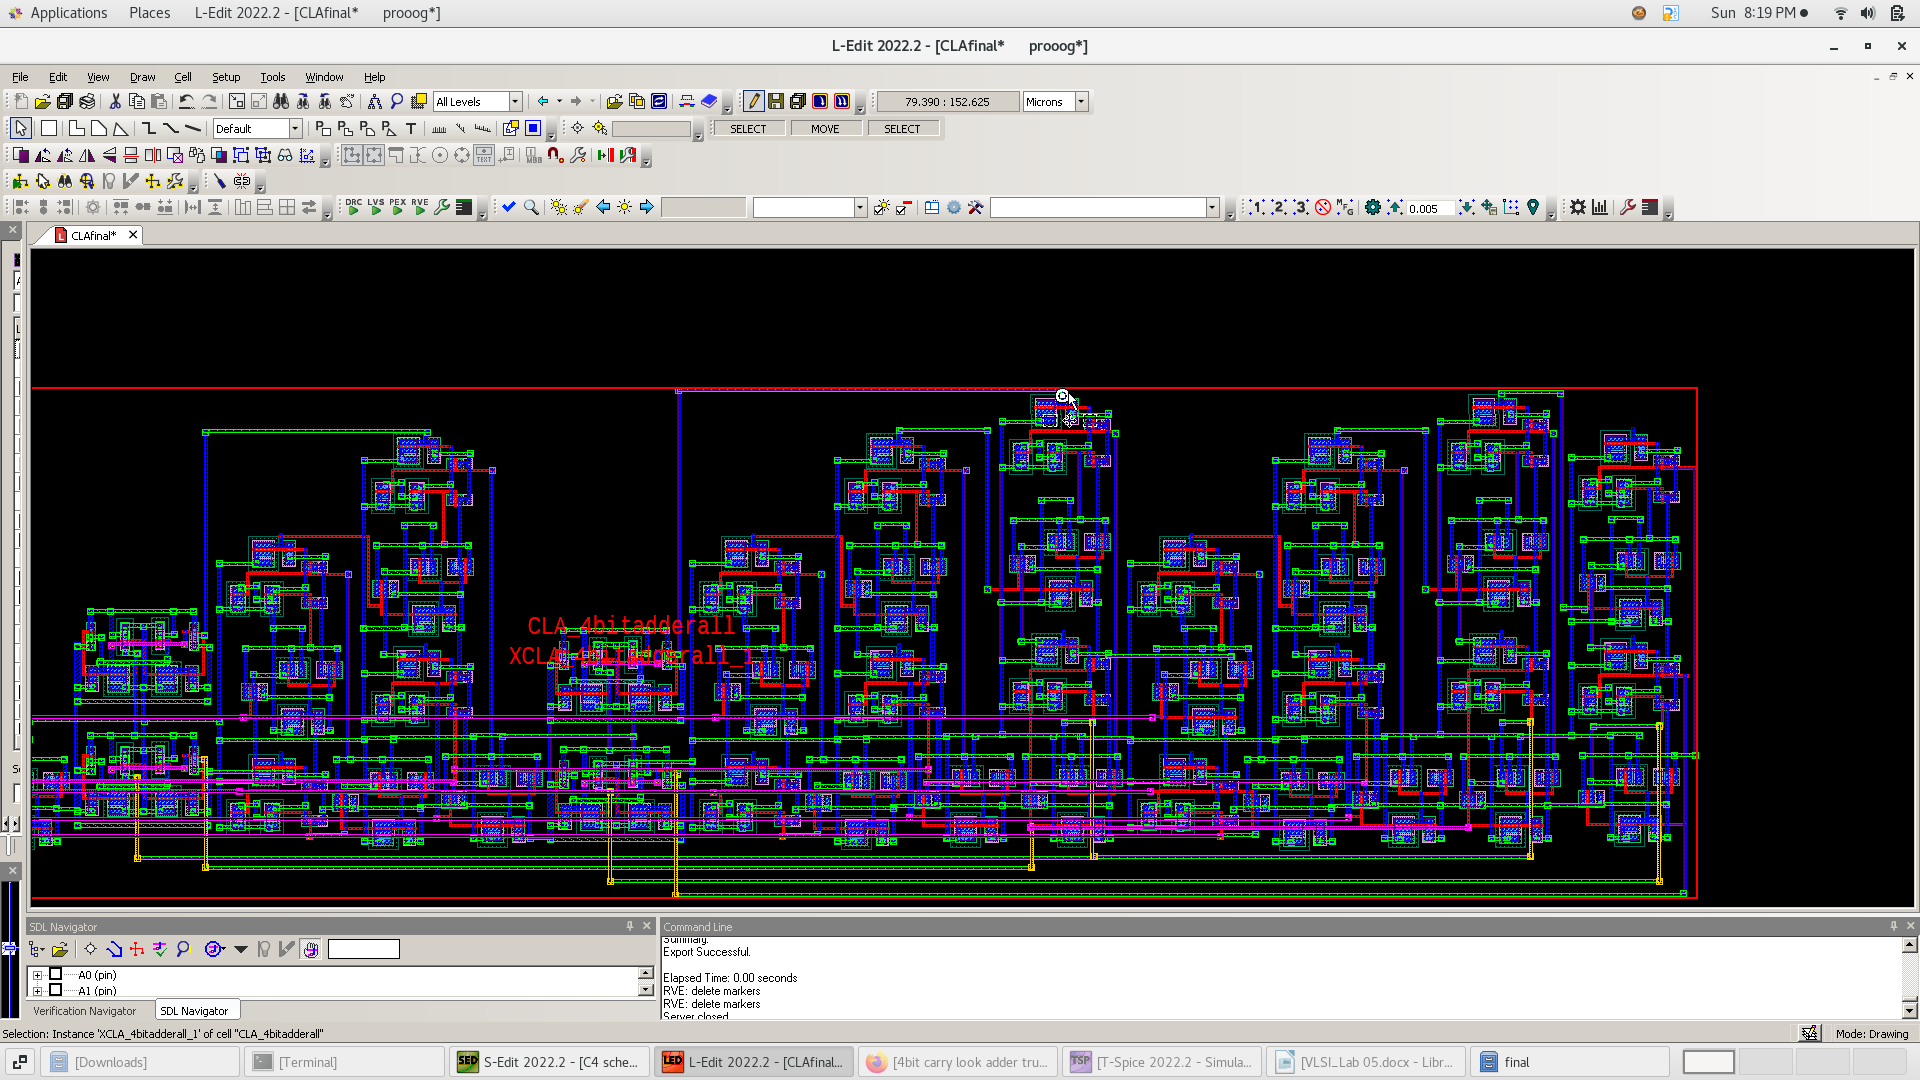 Applications Places L-Edit 2022.2 - [CLAfinal* prooog*] Sun 8:19 PM
L-Edit 2022.2 - [CLAfinal* prooog*]
File Edit View Draw Cell Setup Tools Window Help
All Levels 79.390 : 152.625 Microns
Default SELECT MOVE SELECT
DRC LVS PEX RVE 0.005
CLAfinal*
CLA_4bitadderall
XCLA_4bitadderall_1
SDL Navigator
A0 (pin)
A1 (pin)
Verification Navigator SDL Navigator
Command Line
Summary.
Export Successful.
Elapsed Time: 0.00 seconds
RVE: delete markers
RVE: delete markers
Server closed
Selection: Instance 'XCLA_4bitadderall_1' of cell "CLA_4bitadderall" Mode: Drawing
[Downloads] [Terminal] S-Edit 2022.2 - [C4 sche... L-Edit 2022.2 - [CLAfinal... [4bit carry look adder tru... [T-Spice 2022.2 - Simula... [VLSI_Lab 05.docx - Libr... final